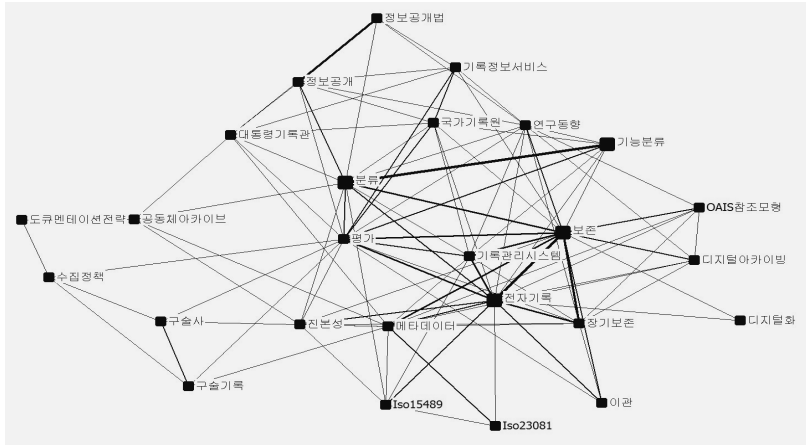 정보공개법
기록정보서비스
정보공개
국가기록원
연구동향
대통령기록관
기능분류
분류
OAIS참조모형
도큐멘테이션전략
공동체아카이브
보존
평가
기록관리시스템
디지털아카이빙
수집정책
전자기록
구술사
진본성
메타데이터
장기보존
디지털화
구술기록
Iso15489
이관
Iso23081